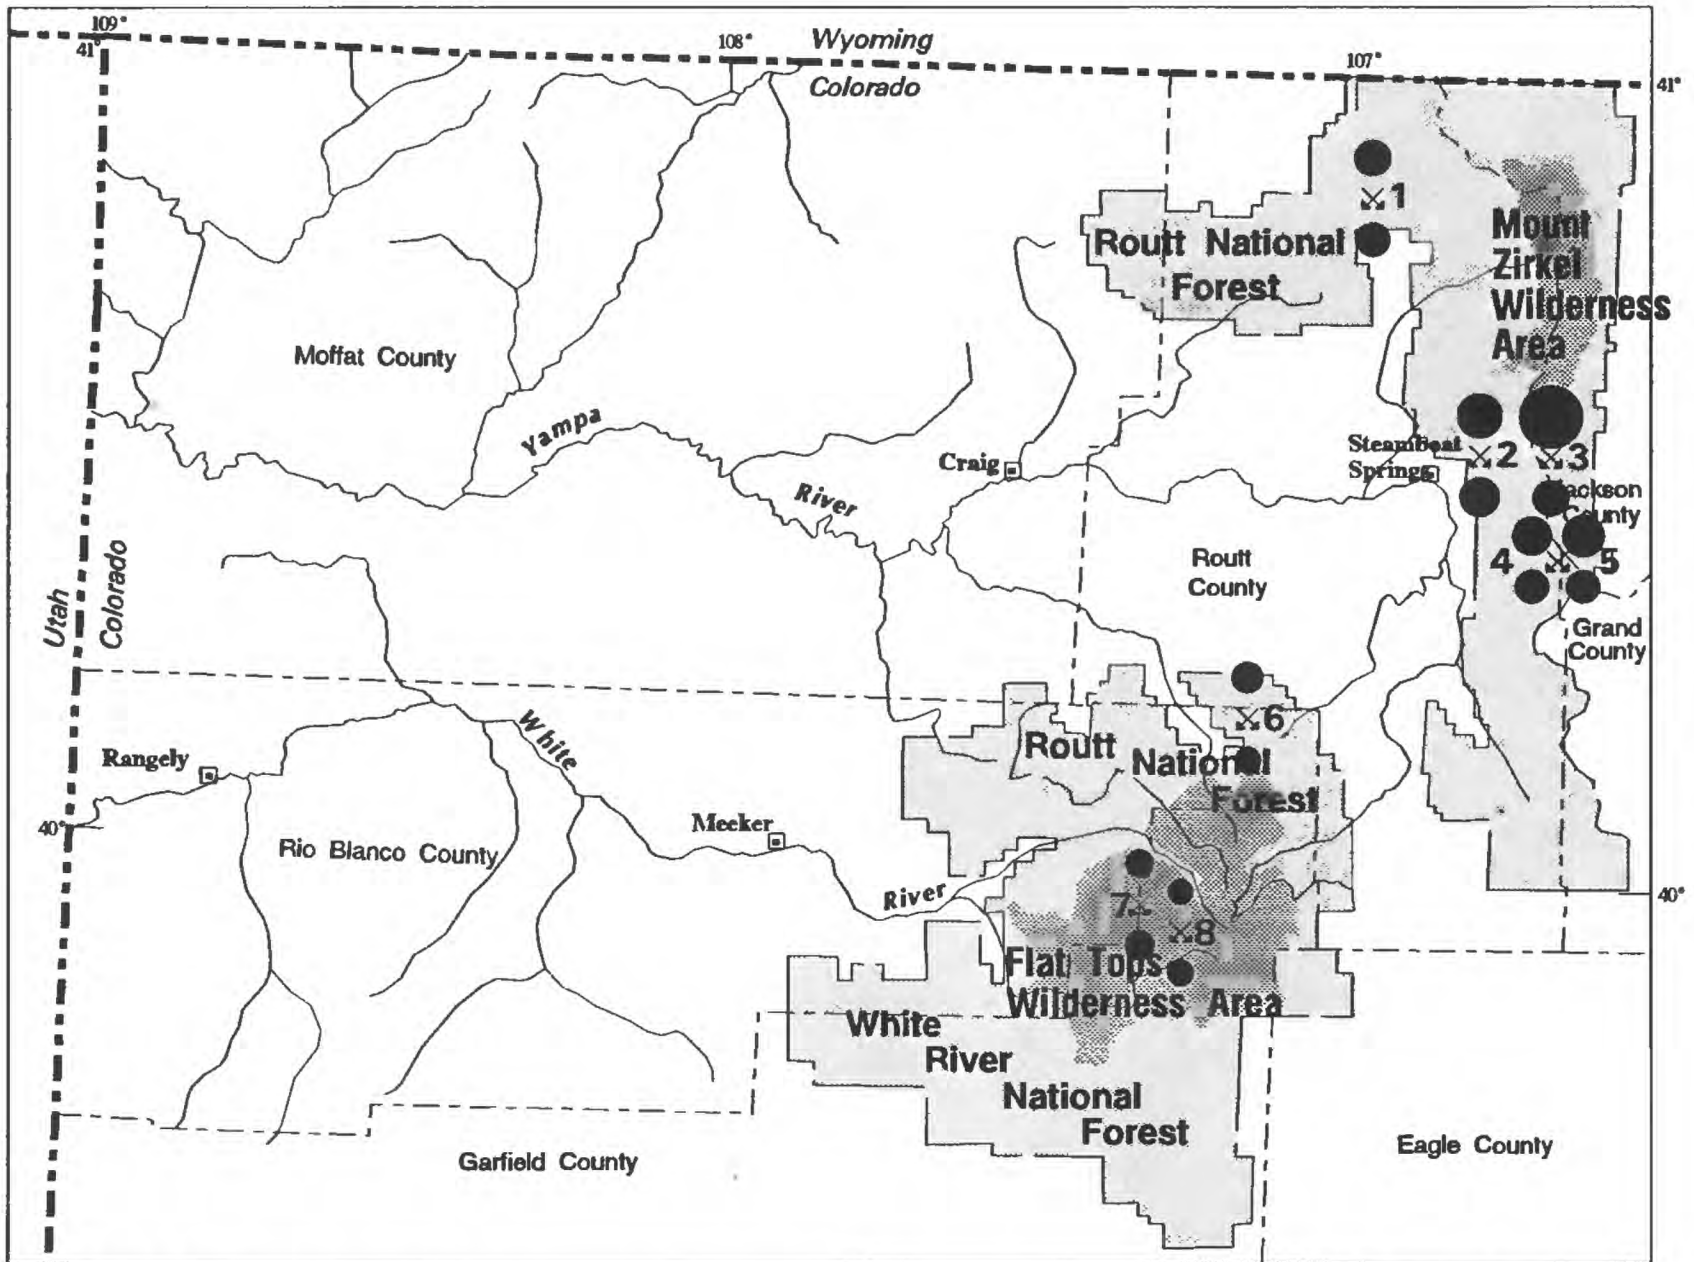 109°
41°
108°
Wyoming
Colorado
107°
41°
1
Routt National
Forest
Mount
Zirkel
Wilderness
Area
Moffat County
Yampa
River
Craig
Steamboat
Springs
2
3
Jackson
County
4
5
Routt
County
Utah
Colorado
Grand
County
6
White
Rangely
Routt
National
Forest
40°
Rio Blanco County
Meeker
River
7
8
40°
Flat Tops
Wilderness Area
White
River
National
Forest
Garfield County
Eagle County